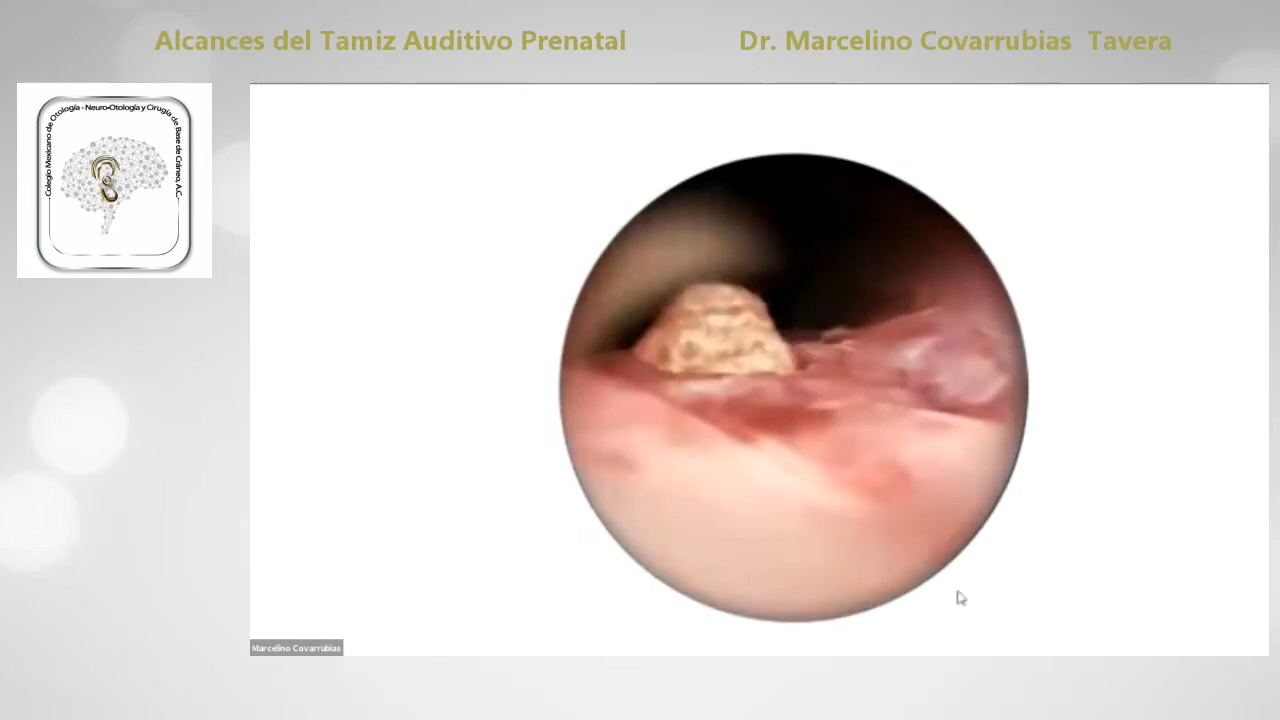 Alcances del Tamiz Auditivo Prenatal
Dr. Marcelino Covarrubias Tavera
Colegio Mexicano de Otología - Neuro-Otología y Cirugía de Base de Cráneo, A.C.
Marcelino Covarrubias